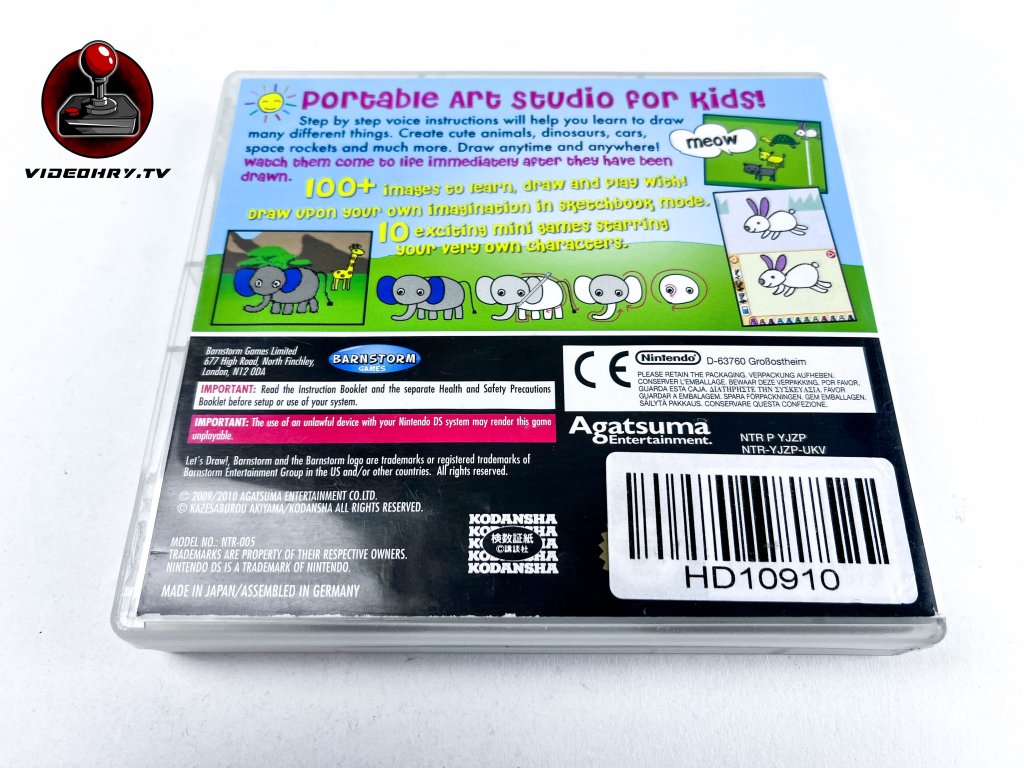 VIDEOHRY.TV
Portable Art Studio for Kids!
Step by step voice instructions will help you learn to draw
many different things. Create cute animals, dinosaurs, cars,
space rockets and much more. Draw anytime and anywhere!
Watch them come to life immediately after they have been
drawn.
meow
100+ images to learn, draw and play with!
Draw upon your own imagination in sketchbook mode.
10 exciting mini games starring
your very own characters.
Barnstorm Games Limited
677 High Road, North Finchley,
London, N12 0DA
BARNSTORM
GAMES
IMPORTANT: Read the Instruction Booklet and the separate Health and Safety Precautions
Booklet before setup or use of your system.
IMPORTANT: The use of an unlawful device with your Nintendo DS system may render this game
unplayable.
CE
Nintendo
D-63760 Großostheim
PLEASE RETAIN THE PACKAGING. VERPACKUNG AUFHEBEN.
CONSERVER L'EMBALLAGE. BEWAAR DEZE VERPAKKING. POR FAVOR,
GUARDA ESTA CAJA. ΔΙΑΤΗΡΗΣΤΕ ΤΗΝ ΣΥΣΚΕΥΑΣΙΑ. FAVOR
GUARDAR A EMBALAGEM. SPARA FÖRPACKNINGEN. GEM EMBALLAGEN.
SÄILYTÄ PAKKAUS. CONSERVARE QUESTA CONFEZIONE.
Agatsuma
Entertainment.
NTR P YJZP
NTR-YJZP-UKV
Let's Draw!, Barnstorm and the Barnstorm logo are trademarks or registered trademarks of
Barnstorm Entertainment Group in the US and/or other countries. All rights reserved.
© 2009/2010 AGATSUMA ENTERTAINMENT CO.LTD.
© KAZESABUROU AKIYAMA/KODANSHA ALL RIGHTS RESERVED.
MODEL NO.: NTR-005
TRADEMARKS ARE PROPERTY OF THEIR RESPECTIVE OWNERS.
NINTENDO DS IS A TRADEMARK OF NINTENDO.
MADE IN JAPAN/ASSEMBLED IN GERMANY
KODANSHA
検数証紙
©講談社
KODANSHA
HD10910